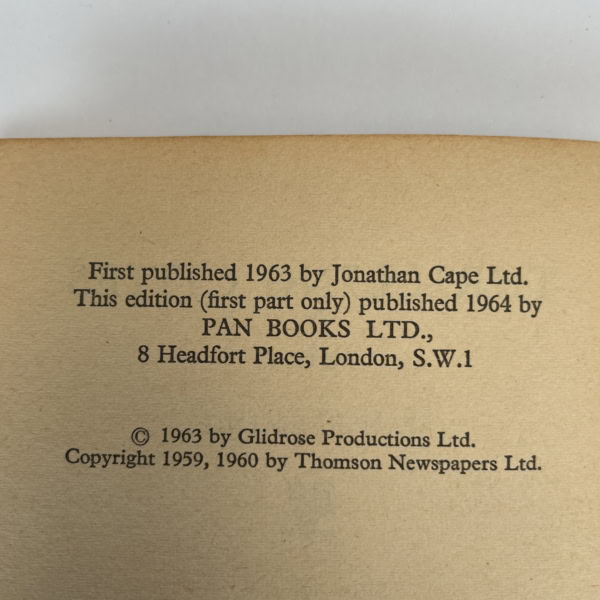 First published 1963 by Jonathan Cape Ltd.
This edition (first part only) published 1964 by
PAN BOOKS LTD.,
8 Headfort Place, London, S.W.1
© 1963 by Glidrose Productions Ltd.
Copyright 1959, 1960 by Thomson Newspapers Ltd.